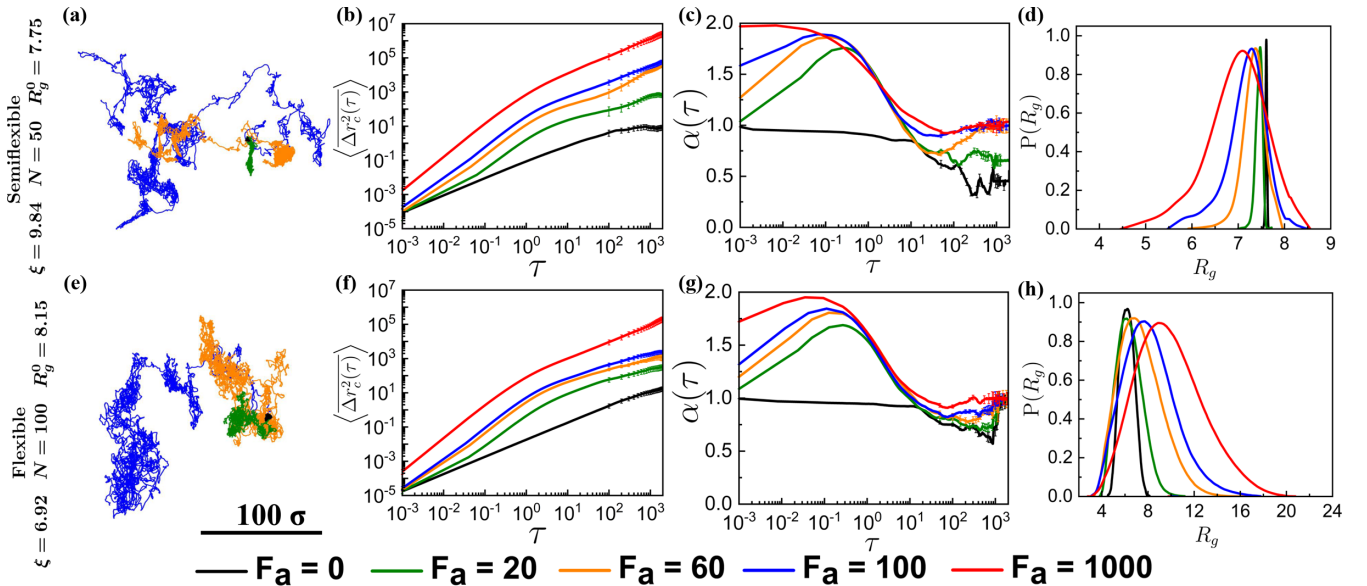 Semiflexible
ξ = 9.84 N = 50 R_g^0 = 7.75
(a)
(b)
⟨\overline{Δr_c^2(τ)}⟩
10^7
10^5
10^3
10^1
10^-1
10^-3
10^-5
10^-3 10^-2 10^-1 10^0 10^1 10^2 10^3
τ
(c)
α(τ)
2.0
1.5
1.0
0.5
0.0
10^-3 10^-2 10^-1 10^0 10^1 10^2 10^3
τ
(d)
P(R_g)
1.0
0.8
0.6
0.4
0.2
0.0
4 5 6 7 8 9
R_g
Flexible
ξ = 6.92 N = 100 R_g^0 = 8.15
(e)
100 σ
(f)
⟨\overline{Δr_c^2(τ)}⟩
10^7
10^5
10^3
10^1
10^-1
10^-3
10^-5
10^-3 10^-2 10^-1 10^0 10^1 10^2 10^3
τ
(g)
α(τ)
2.0
1.5
1.0
0.5
0.0
10^-3 10^-2 10^-1 10^0 10^1 10^2 10^3
τ
(h)
P(R_g)
1.0
0.8
0.6
0.4
0.2
0.0
4 8 12 16 20 24
R_g
F_a = 0 F_a = 20 F_a = 60 F_a = 100 F_a = 1000